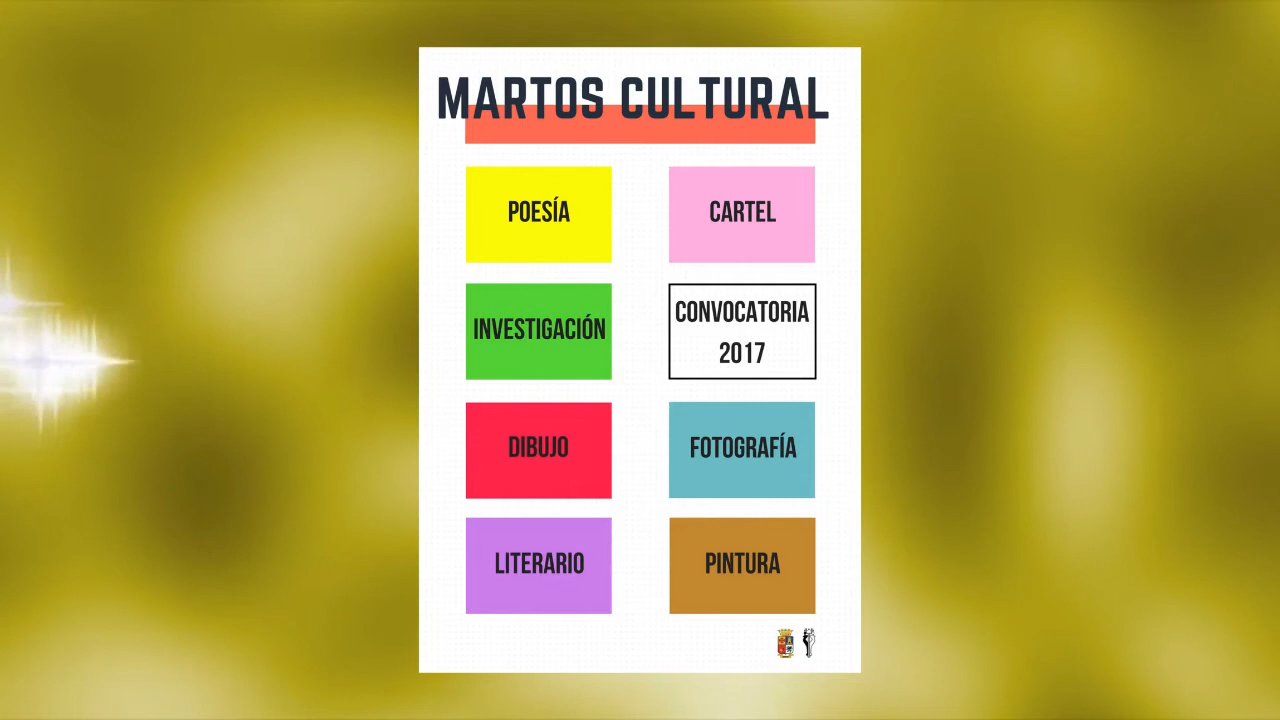 MARTOS CULTURAL
POESÍA
CARTEL
INVESTIGACIÓN
CONVOCATORIA
2017
DIBUJO
FOTOGRAFÍA
LITERARIO
PINTURA